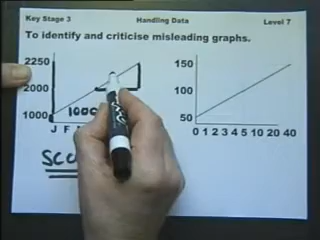 Key Stage 3 Handling Data Level 7
To identify and criticise misleading graphs.
2250
2000
1000
J F
100
150
100
50
0 1 2 3 4 5 10 20 40